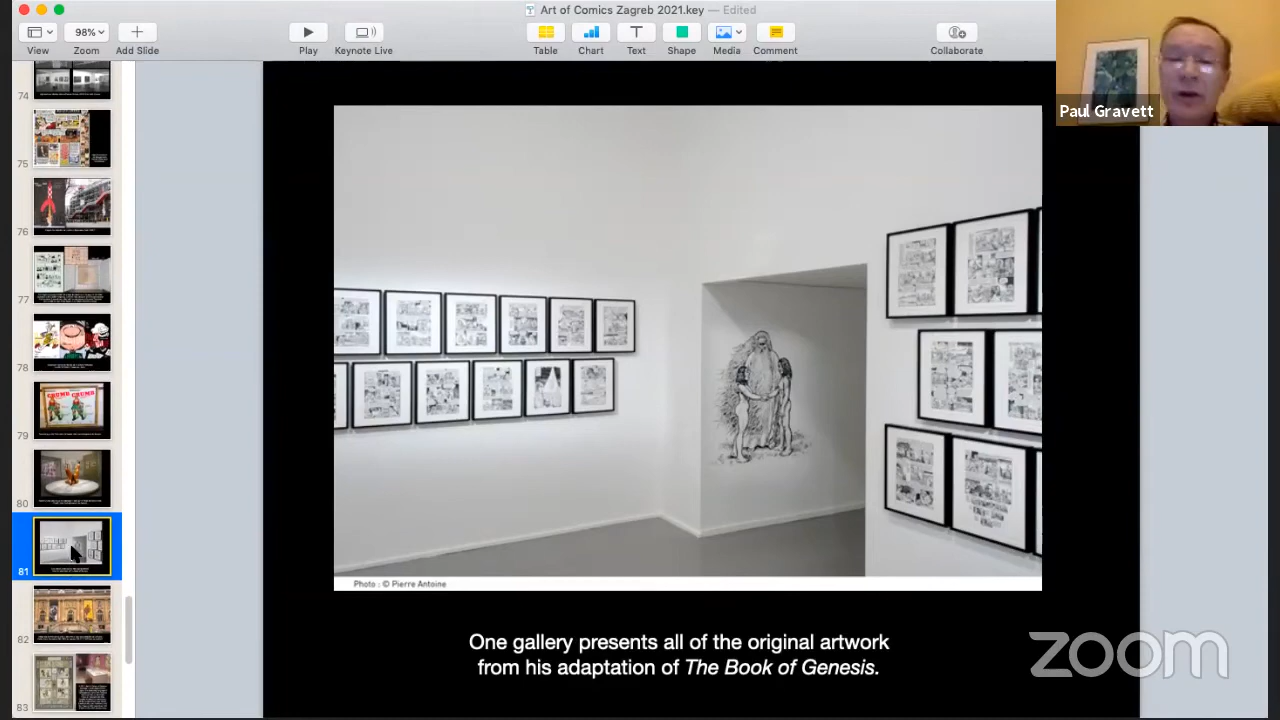 Art of Comics Zagreb 2021.key — Edited
98%
View
Zoom
Add Slide
Play
Keynote Live
Table
Chart
Text
Shape
Media
Comment
Collaborate
Paul Gravett
74
75
76
77
78
79
CRUMB CRUMB
80
81
82
83
Photo : © Pierre Antoine
One gallery presents all of the original artwork
from his adaptation of The Book of Genesis.
zoom